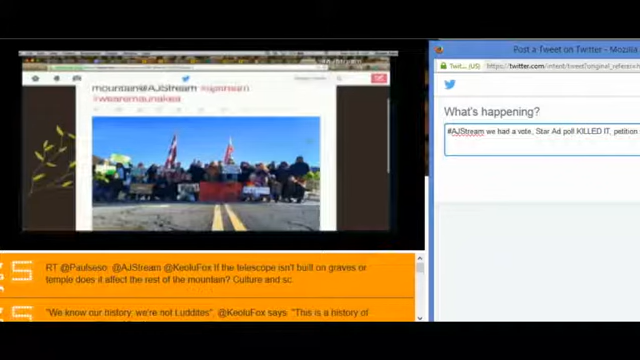 mountain@AJStream #ajstream
#wearemaunakea
RT @Paulseso: @AJStream @KeoluFox If the telescope isn't built on graves or
temple does it affect the rest of the mountain? Culture and sc
"We know our history, we're not Luddites", @KeoluFox says. "This is a history of
Post a Tweet on Twitter - Mozilla
Twitter, (US) https://twitter.com/intent/tweet?original_referer=h
What's happening?
#AJStream we had a vote, Star Ad poll KILLED IT, petition